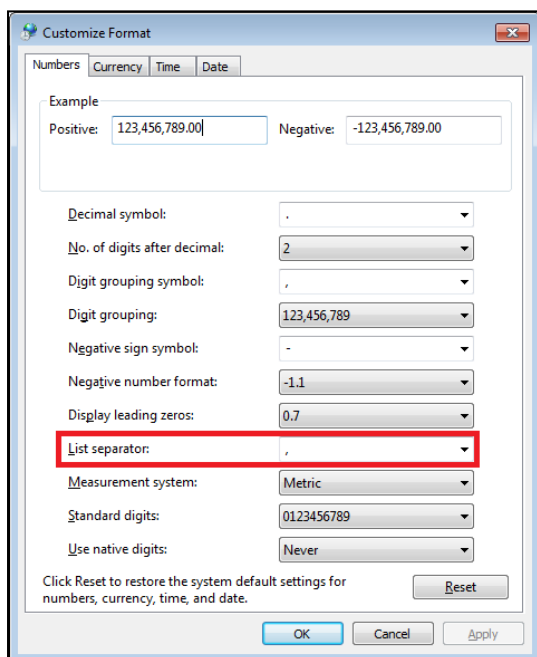 Customize Format
Numbers Currency Time Date
Example
Positive: 123,456,789.00 Negative: -123,456,789.00
Decimal symbol: .
No. of digits after decimal: 2
Digit grouping symbol: ,
Digit grouping: 123,456,789
Negative sign symbol: -
Negative number format: -1.1
Display leading zeros: 0.7
List separator: ,
Measurement system: Metric
Standard digits: 0123456789
Use native digits: Never
Click Reset to restore the system default settings for
numbers, currency, time, and date.
Reset
OK Cancel Apply